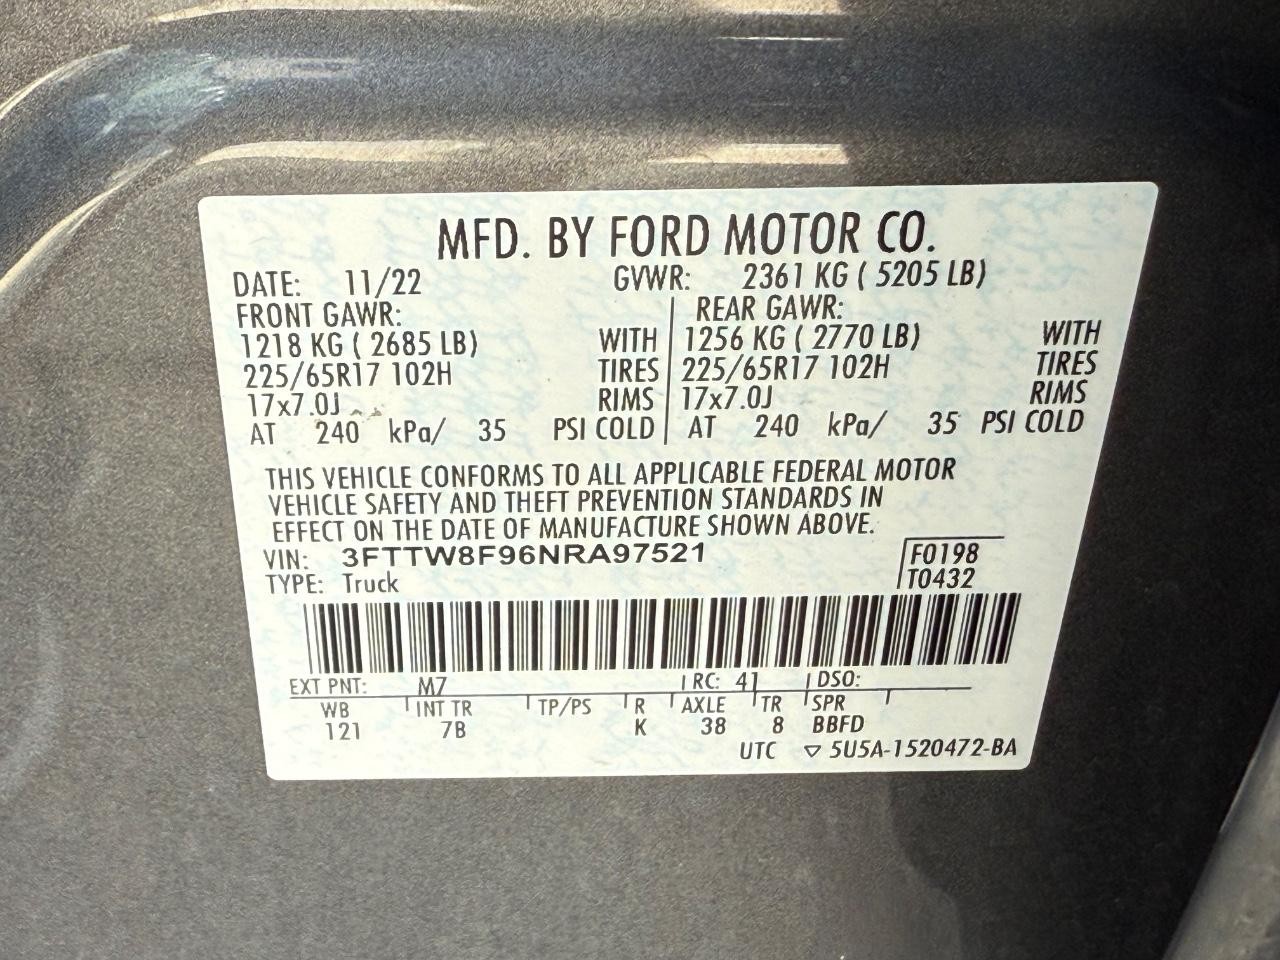 MFD. BY FORD MOTOR CO.
DATE: 11/22 GVWR: 2361 KG ( 5205 LB)
FRONT GAWR: REAR GAWR:
1218 KG ( 2685 LB) WITH 1256 KG ( 2770 LB) WITH
225/65R17 102H TIRES 225/65R17 102H TIRES
17x7.0J RIMS 17x7.0J RIMS
AT 240 kPa/ 35 PSI COLD AT 240 kPa/ 35 PSI COLD
THIS VEHICLE CONFORMS TO ALL APPLICABLE FEDERAL MOTOR
VEHICLE SAFETY AND THEFT PREVENTION STANDARDS IN
EFFECT ON THE DATE OF MANUFACTURE SHOWN ABOVE.
VIN: 3FTTW8F96NRA97521 F0198
TYPE: Truck T0432
EXT PNT: M7 RC: 41 DSO:
WB INT TR TP/PS R AXLE TR SPR
121 7B K 38 8 BBFD
UTC ▽ 5U5A-1520472-BA